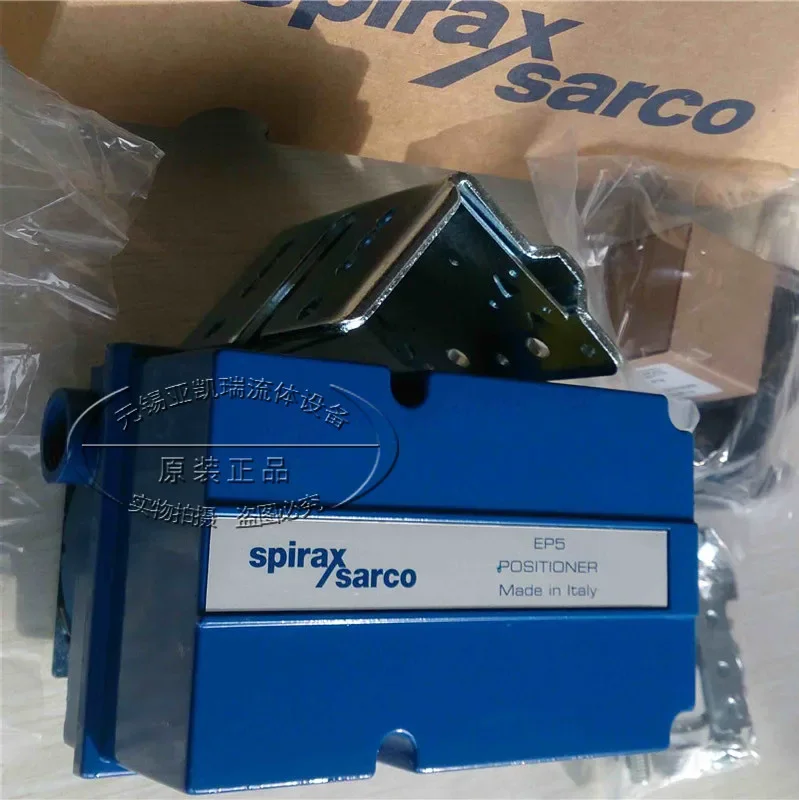 spirax
sarco
无锡亚凯瑞流体设备
原装正品
实物拍摄 盗图必究
spirax
sarco
EP5
POSITIONER
Made in Italy